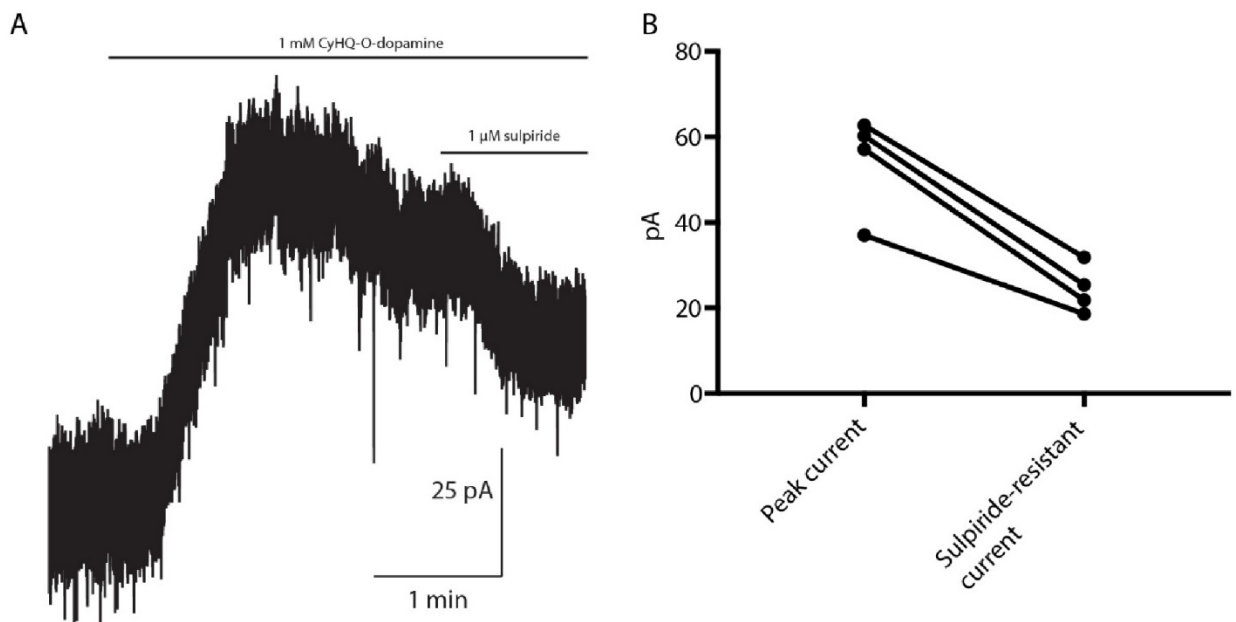 A
1 mM CyHQ-O-dopamine
1 μM sulpiride
25 pA
1 min
B
80
60
40
20
0
pA
Peak current
Sulpiride-resistant
current